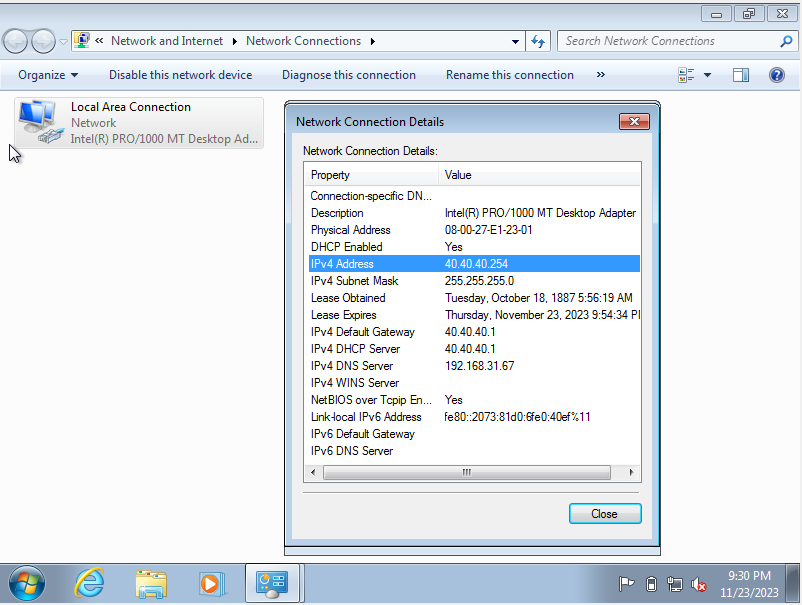 « Network and Internet ▸ Network Connections ▸ Search Network Connections
Organize ▾ Disable this network device Diagnose this connection Rename this connection »
Local Area Connection
Network
Intel(R) PRO/1000 MT Desktop Ad...
Network Connection Details
Network Connection Details:
Property Value
Connection-specific DN...
Description Intel(R) PRO/1000 MT Desktop Adapter
Physical Address 08-00-27-E1-23-01
DHCP Enabled Yes
IPv4 Address 40.40.40.254
IPv4 Subnet Mask 255.255.255.0
Lease Obtained Tuesday, October 18, 1887 5:56:19 AM
Lease Expires Thursday, November 23, 2023 9:54:34 P
IPv4 Default Gateway 40.40.40.1
IPv4 DHCP Server 40.40.40.1
IPv4 DNS Server 192.168.31.67
IPv4 WINS Server
NetBIOS over Tcpip En... Yes
Link-local IPv6 Address fe80::2073:81d0:6fe0:40ef%11
IPv6 Default Gateway
IPv6 DNS Server
Close
9:30 PM
11/23/2023